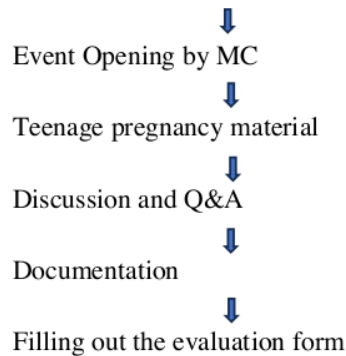 Event Opening by MC
Teenage pregnancy material
Discussion and Q&A
Documentation
Filling out the evaluation form